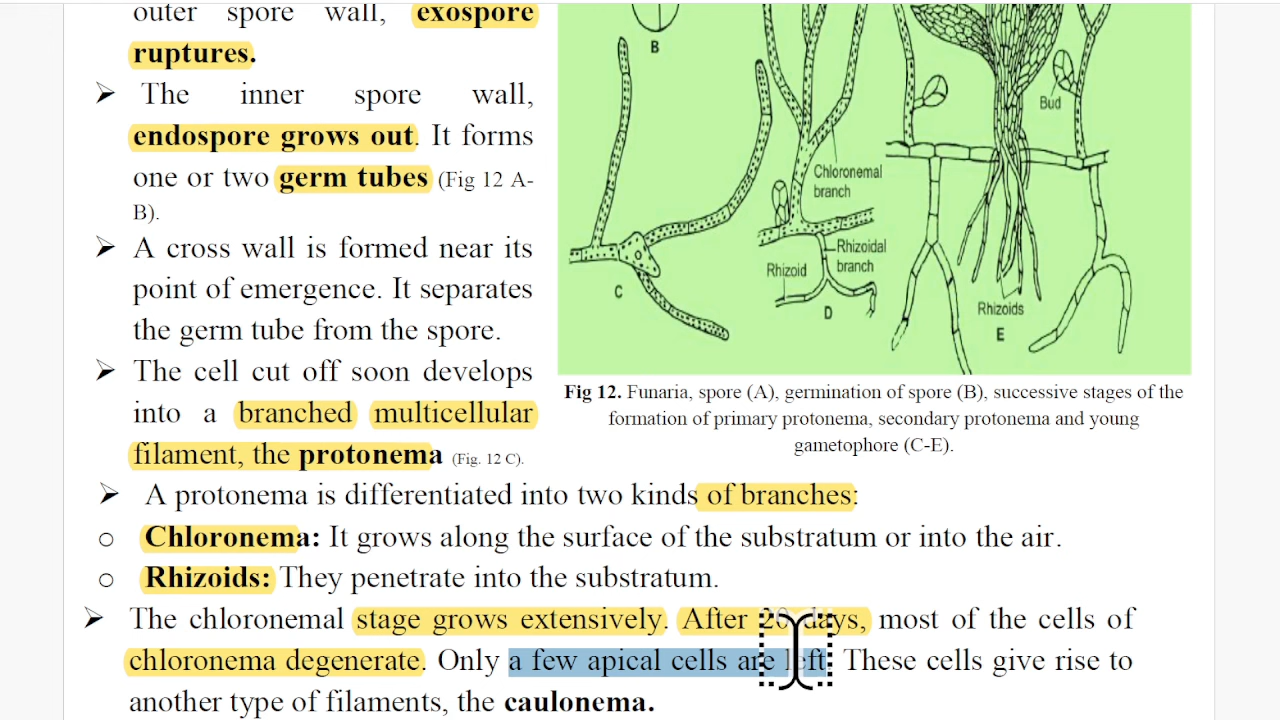 outer spore wall, exospore
ruptures.
➤ The inner spore wall,
endospore grows out. It forms
one or two germ tubes (Fig 12 A-
B).
➤ A cross wall is formed near its
point of emergence. It separates
the germ tube from the spore.
➤ The cell cut off soon develops
into a branched multicellular
filament, the protonema (Fig. 12 C).
B
Chloronemal
branch
Bud
Rhizoidal
branch
Rhizoid
C
D
Rhizoids
E
Fig 12. Funaria, spore (A), germination of spore (B), successive stages of the
formation of primary protonema, secondary protonema and young
gametophore (C-E).
➤ A protonema is differentiated into two kinds of branches:
o Chloronema: It grows along the surface of the substratum or into the air.
o Rhizoids: They penetrate into the substratum.
➤ The chloronemal stage grows extensively. After 20 days, most of the cells of
chloronema degenerate. Only a few apical cells are left. These cells give rise to
another type of filaments, the caulonema.